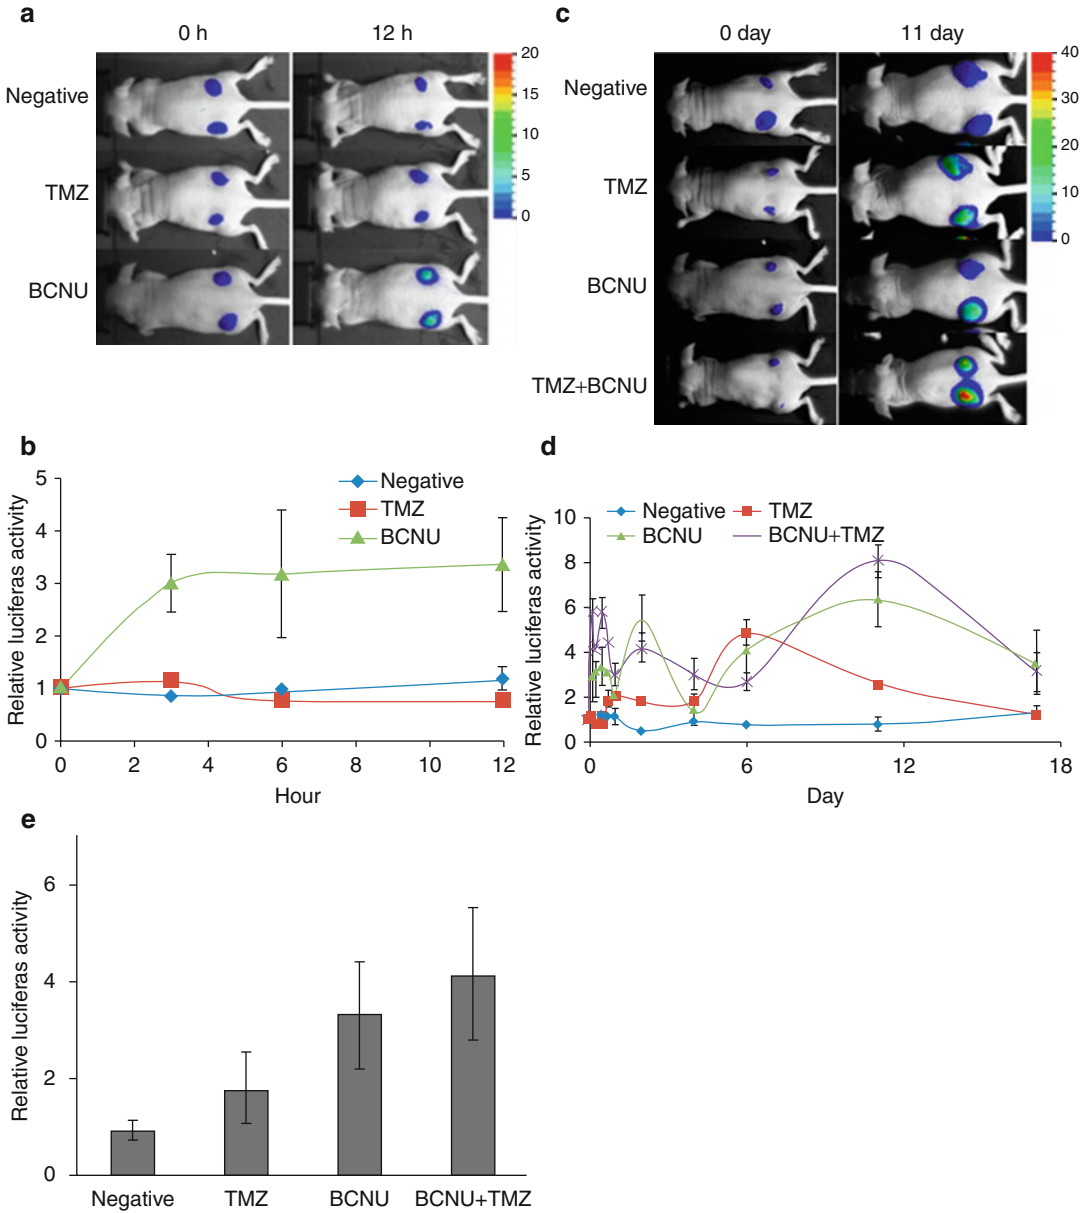 a
0 h
12 h
Negative
TMZ
BCNU
20
15
10
5
0
c
0 day
11 day
Negative
TMZ
BCNU
TMZ+BCNU
40
30
20
10
0
b
Relative luciferas activity
5
4
3
2
1
0
0
2
4
6
8
10
12
Hour
Negative
TMZ
BCNU
d
Relative luciferas activity
Negative
TMZ
BCNU
BCNU+TMZ
10
8
6
4
2
0
0
6
12
18
Day
e
Relative luciferas activity
6
4
2
0
Negative
TMZ
BCNU
BCNU+TMZ